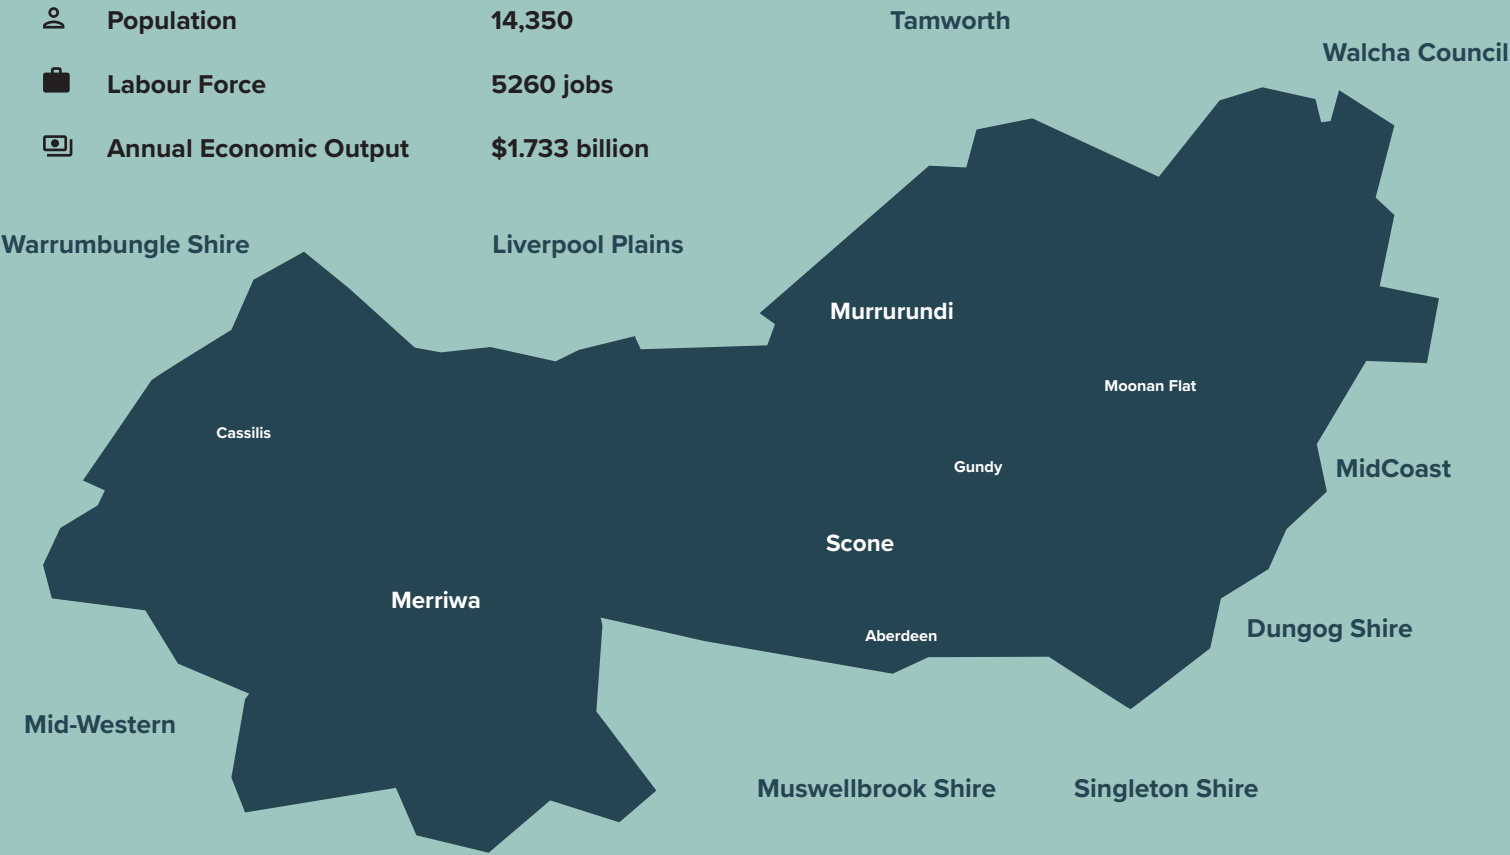 Population 14,350
Labour Force 5260 jobs
Annual Economic Output $1.733 billion
Tamworth
Walcha Council
Warrumbungle Shire
Liverpool Plains
Murrurundi
Moonan Flat
Cassilis
Gundy
MidCoast
Scone
Merriwa
Aberdeen
Dungog Shire
Mid-Western
Muswellbrook Shire
Singleton Shire